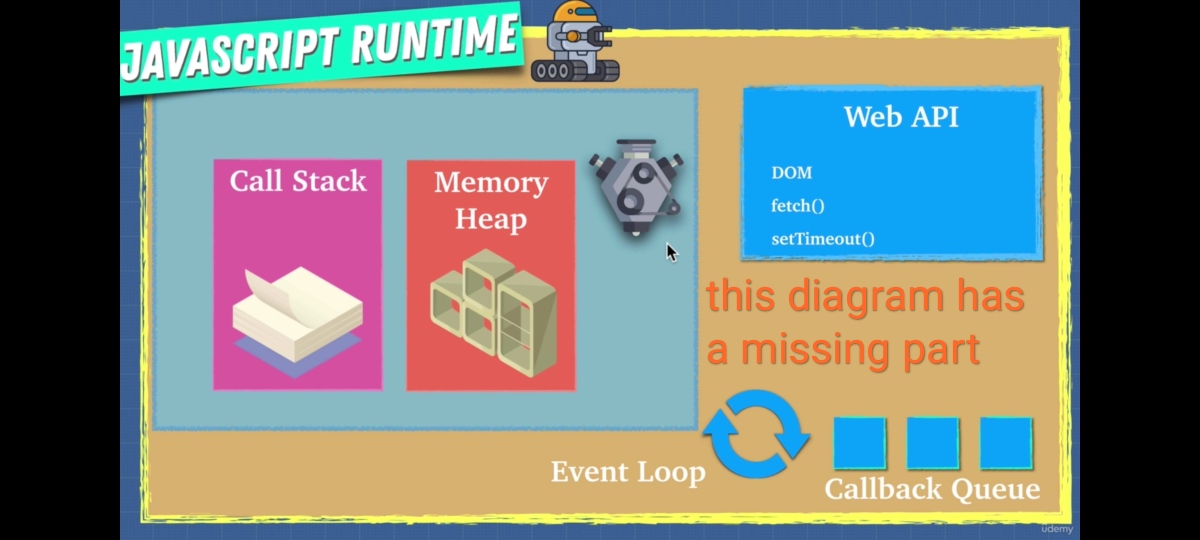 JAVASCRIPT RUNTIME
Call Stack
Memory
Heap
Web API
DOM
fetch()
setTimeout()
this diagram has
a missing part
Event Loop
Callback Queue
udemy